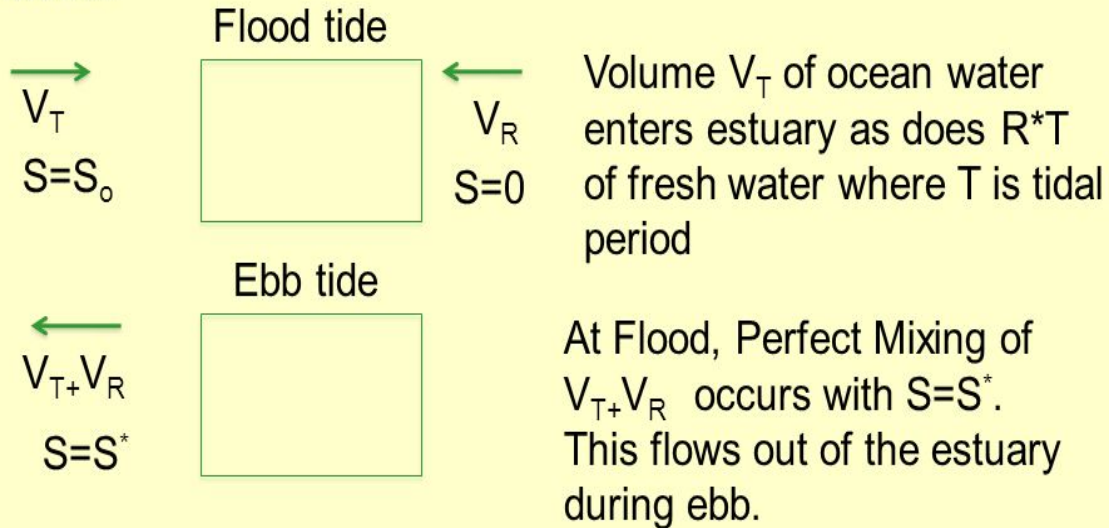 Flood tide
V_T
S=S_o
V_R
S=0
Volume V_T of ocean water
enters estuary as does R*T
of fresh water where T is tidal
period
Ebb tide
V_T+V_R
S=S^*
At Flood, Perfect Mixing of
V_T+V_R occurs with S=S^*.
This flows out of the estuary
during ebb.